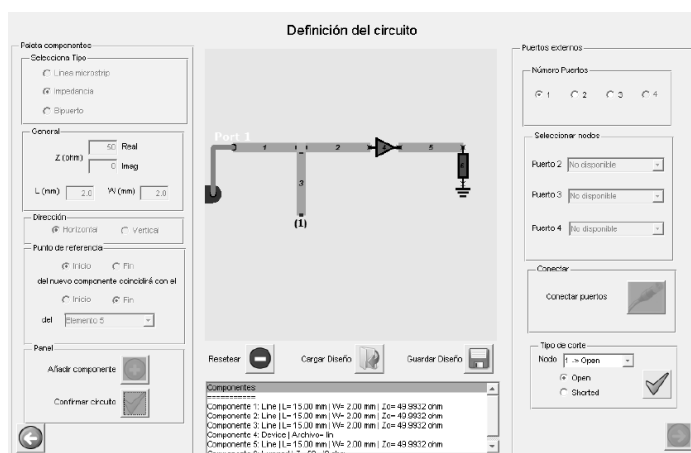 Definición del circuito
Paleta componentes
Selecciona Tipo
Linea microstrip
Impedancia
Bipuerto
General
Z (ohm) 50 Real
0 Imag
L (mm) 2.0 W (mm) 2.0
Dirección
Horizontal Vertical
Punto de referencia
Inicio Fin
del nuevo componente coincidirá con el
Inicio Fin
del Elemento 5
Panel
Añadir componente
Confirmar circuito
Port 1
1 2 5
3
(1)
Resetear Cargar Diseño Guardar Diseño
Componentes
===========
Componente 1: Line | L= 15.00 mm | W= 2.00 mm | Zo= 49.9932 ohm
Componente 2: Line | L= 15.00 mm | W= 2.00 mm | Zo= 49.9932 ohm
Componente 3: Line | L= 15.00 mm | W= 2.00 mm | Zo= 49.9932 ohm
Componente 4: Device | Archivo= lin
Componente 5: Line | L= 15.00 mm | W= 2.00 mm | Zo= 49.9932 ohm
Puertos externos
Número Puertos
1 2 3 4
Seleccionar nodos
Puerto 2 No disponible
Puerto 3 No disponible
Puerto 4 No disponible
Conectar
Conectar puertos
Tipo de corte
Nodo 1 -> Open
Open
Shorted